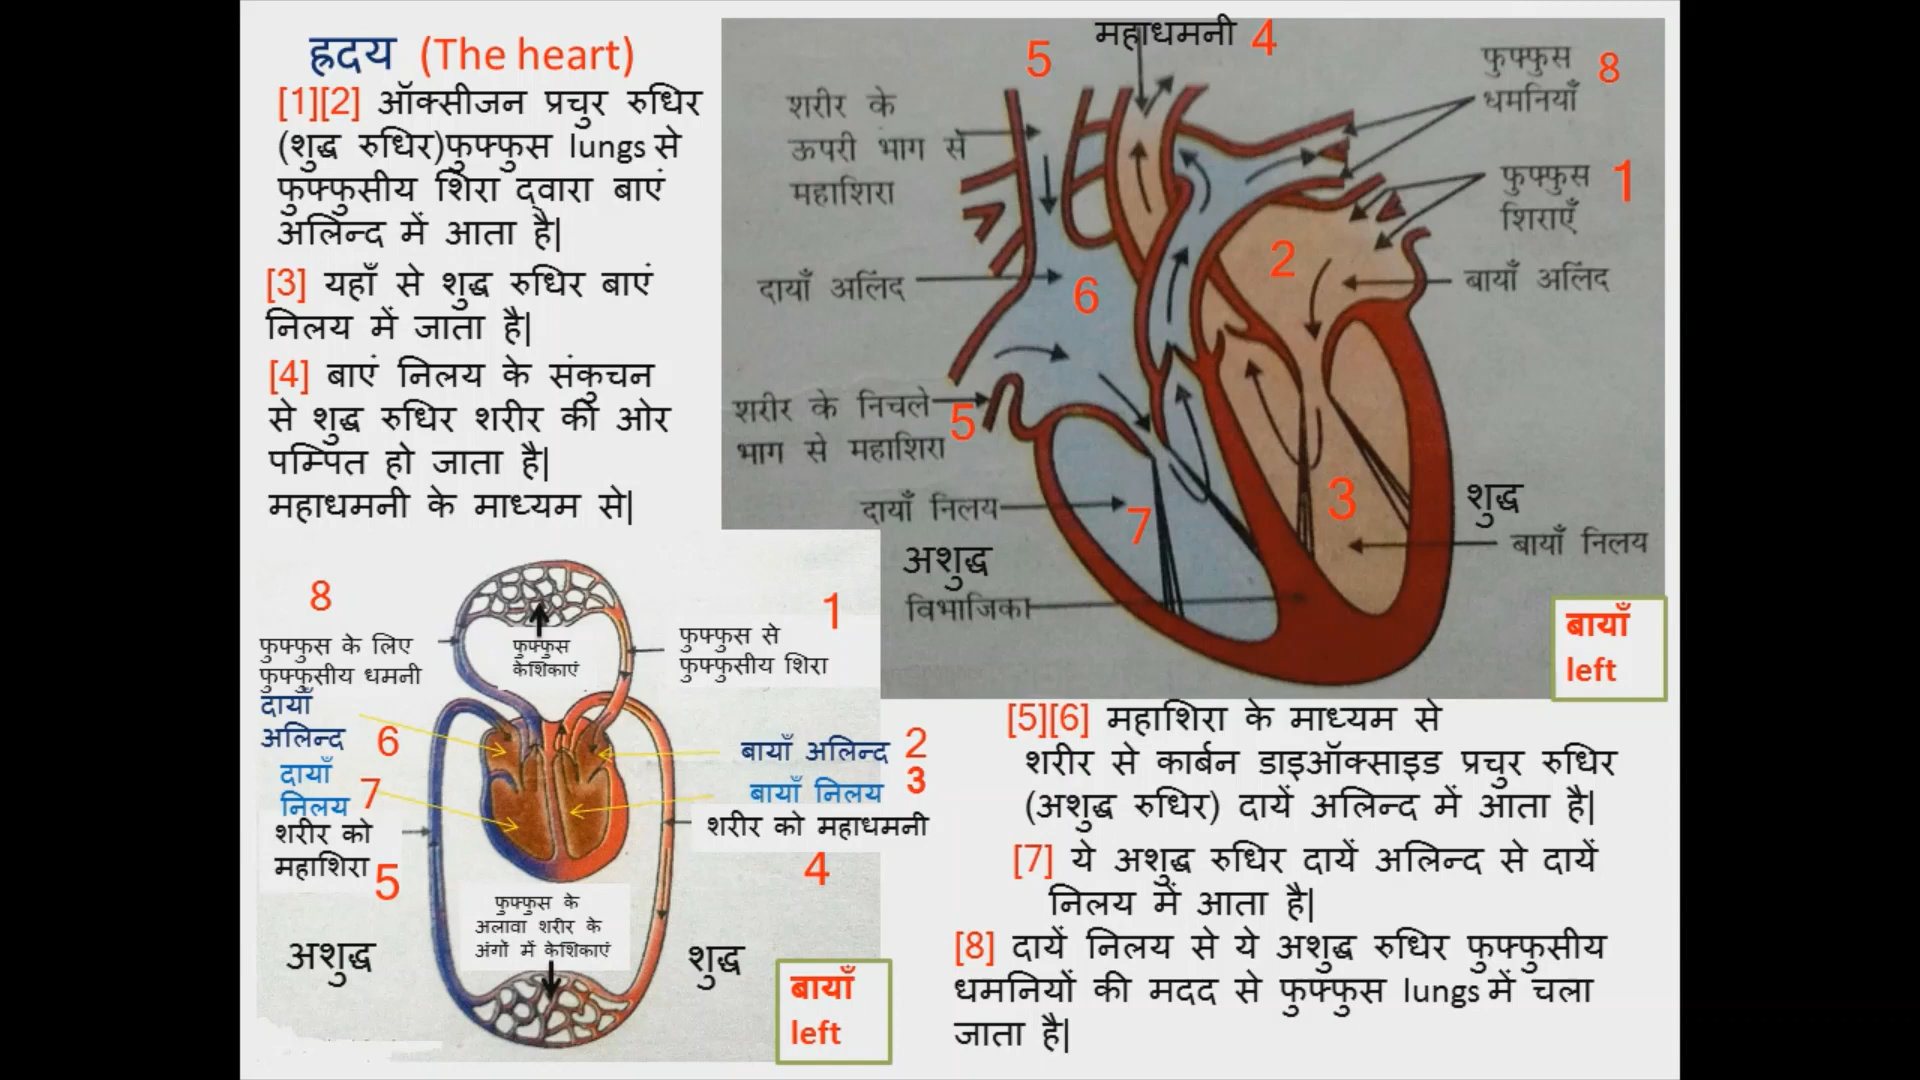 ह्रदय (The heart)
[1][2] ऑक्सीजन प्रचुर रुधिर
(शुद्ध रुधिर)फुफ्फुस lungs से
फुफ्फुसीय शिरा द्वारा बाएं
अलिन्द में आता है|
[3] यहाँ से शुद्ध रुधिर बाएं
निलय में जाता है|
[4] बाएं निलय के संकुचन
से शुद्ध रुधिर शरीर की ओर
पम्पित हो जाता है|
महाधमनी के माध्यम से|
5
महाधमनी 4
फुफ्फुस
धमनियाँ 8
शरीर के
ऊपरी भाग से
महाशिरा
फुफ्फुस
शिराएँ 1
2
दायाँ अलिंद
6
बायाँ अलिंद
शरीर के निचले
भाग से महाशिरा
5
दायाँ निलय
7
3
शुद्ध
बायाँ निलय
अशुद्ध
विभाजिका
बायाँ
left
8
फुफ्फुस के लिए
फुफ्फुसीय धमनी
फुफ्फुस
केशिकाएं
1
फुफ्फुस से
फुफ्फुसीय शिरा
दायाँ
अलिन्द 6
दायाँ
निलय 7
बायाँ अलिन्द 2
बायाँ निलय 3
शरीर को
महाशिरा 5
शरीर को महाधमनी
4
फुफ्फुस के
अलावा शरीर के
अंगों में केशिकाएं
अशुद्ध
शुद्ध
बायाँ
left
[5][6] महाशिरा के माध्यम से
शरीर से कार्बन डाइऑक्साइड प्रचुर रुधिर
(अशुद्ध रुधिर) दायें अलिन्द में आता है|
[7] ये अशुद्ध रुधिर दायें अलिन्द से दायें
निलय में आता है|
[8] दायें निलय से ये अशुद्ध रुधिर फुफ्फुसीय
धमनियों की मदद से फुफ्फुस lungs में चला
जाता है|